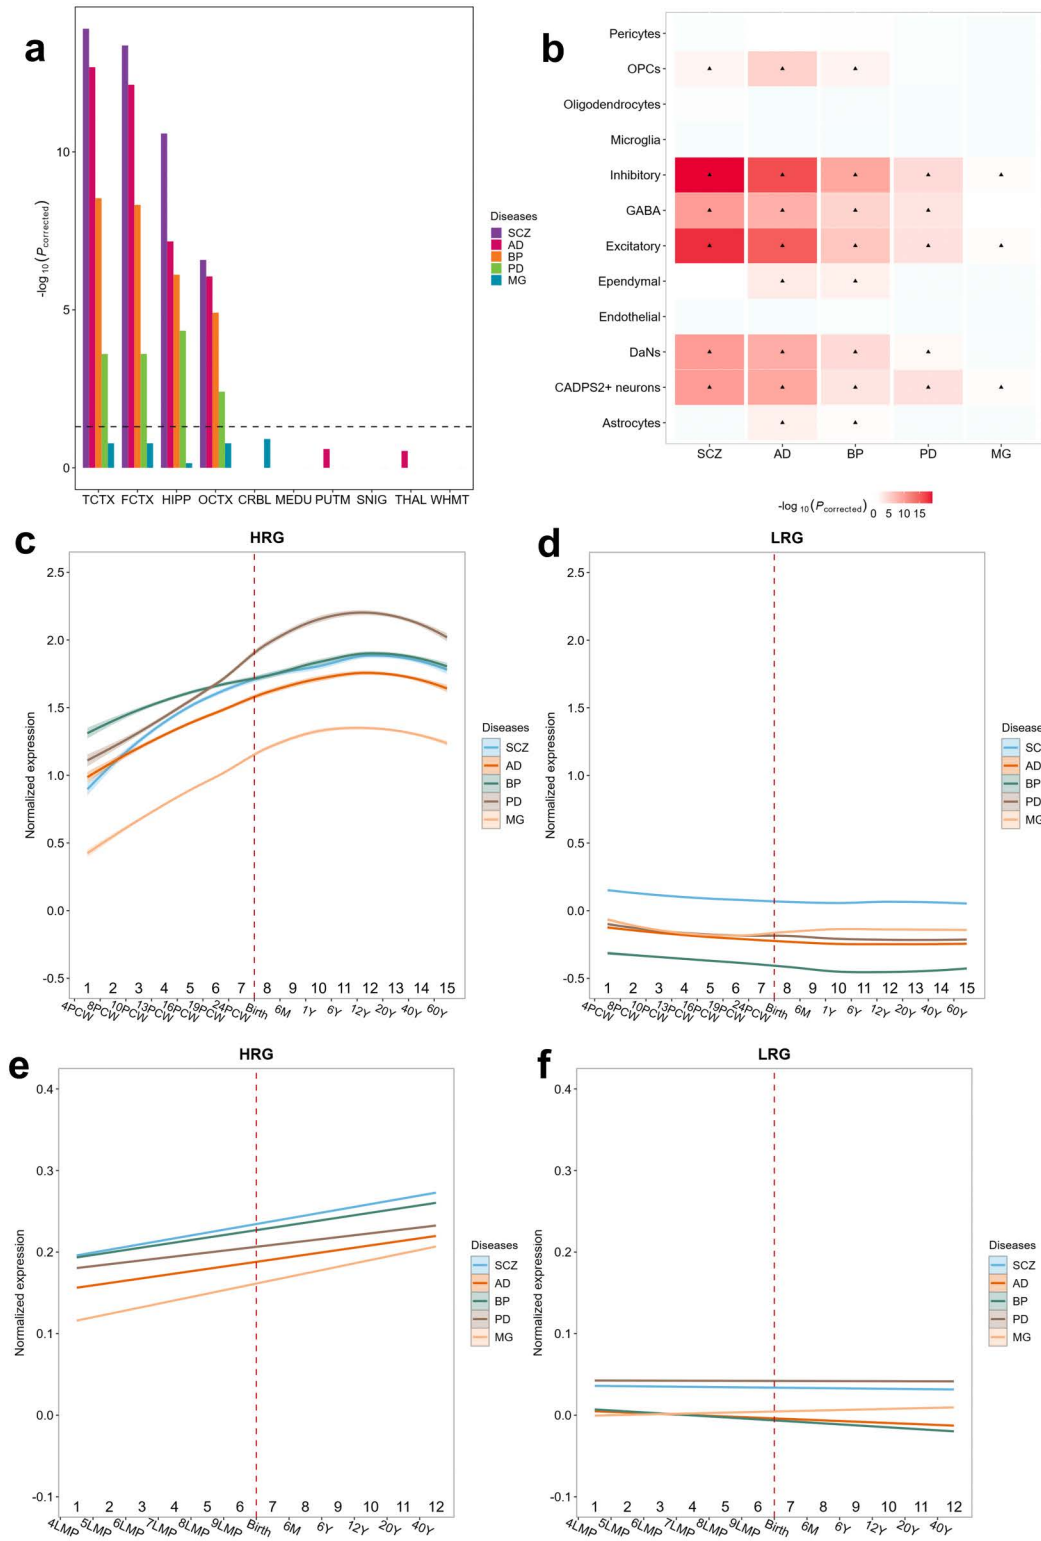 a
10
5
0
-log 10 (P corrected)
TCTX FCTX HIPP OCTX CRBL MEDU PUTM SNIG THAL WHMT
Diseases
SCZ
AD
BP
PD
MG
b
Pericytes
OPCs
Oligodendrocytes
Microglia
Inhibitory
GABA
Excitatory
Ependymal
Endothelial
DaNs
CADPS2+ neurons
Astrocytes
SCZ AD BP PD MG
-log 10 (P corrected) 0 5 10 15
c
HRG
2.5
2.0
1.5
1.0
0.5
0.0
-0.5
Normalized expression
1 2 3 4 5 6 7 8 9 10 11 12 13 14 15
4PCW 8PCW 10PCW 13PCW 16PCW 19PCW 24PCW Birth 6M 1Y 6Y 12Y 20Y 40Y 60Y
Diseases
SCZ
AD
BP
PD
MG
d
LRG
2.5
2.0
1.5
1.0
0.5
0.0
-0.5
Normalized expression
1 2 3 4 5 6 7 8 9 10 11 12 13 14 15
4PCW 8PCW 10PCW 13PCW 16PCW 19PCW 24PCW Birth 6M 1Y 6Y 12Y 20Y 40Y 60Y
Diseases
SCZ
AD
BP
PD
MG
e
HRG
0.4
0.3
0.2
0.1
0.0
-0.1
Normalized expression
1 2 3 4 5 6 7 8 9 10 11 12
4LMP 5LMP 6LMP 7LMP 8LMP 9LMP Birth 6M 6Y 12Y 20Y 40Y
Diseases
SCZ
AD
BP
PD
MG
f
LRG
0.4
0.3
0.2
0.1
0.0
-0.1
Normalized expression
1 2 3 4 5 6 7 8 9 10 11 12
4LMP 5LMP 6LMP 7LMP 8LMP 9LMP Birth 6M 6Y 12Y 20Y 40Y
Diseases
SCZ
AD
BP
PD
MG